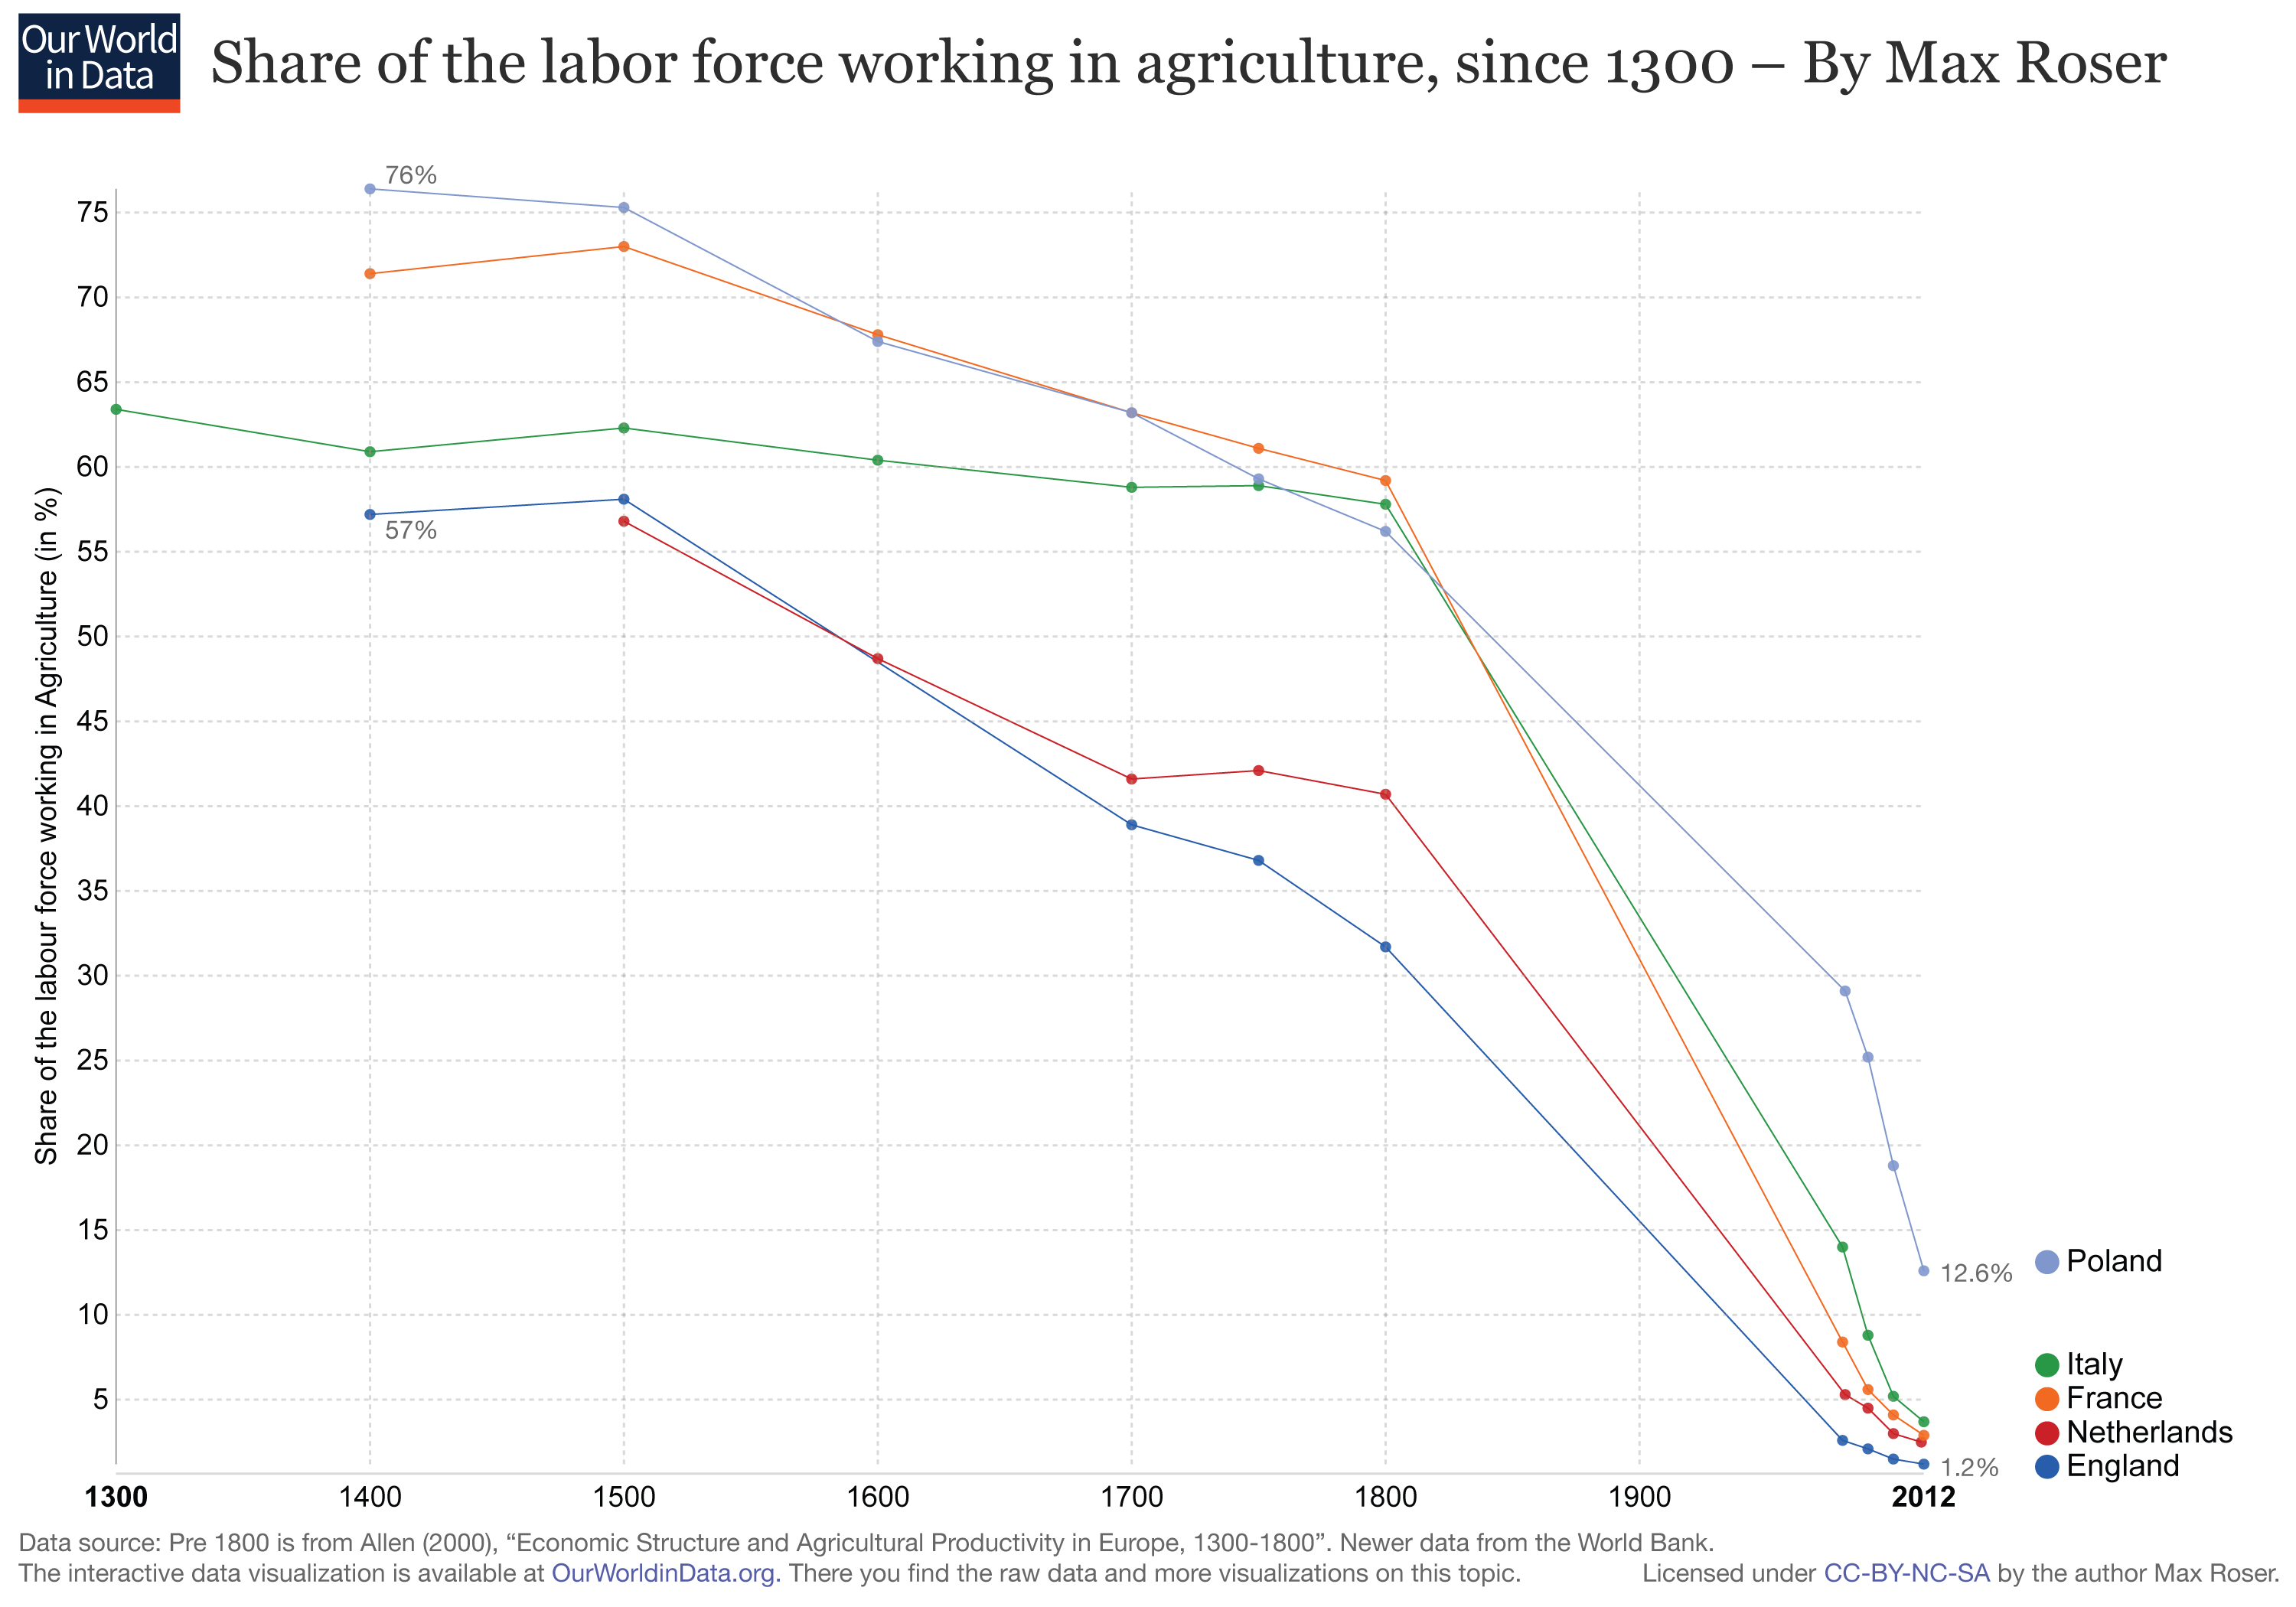 Our World
in Data
Share of the labor force working in agriculture, since 1300 – By Max Roser
Share of the labour force working in Agriculture (in %)
75
70
65
60
55
50
45
40
35
30
25
20
15
10
5
76%
57%
12.6%
1.2%
Poland
Italy
France
Netherlands
England
1300 1400 1500 1600 1700 1800 1900 2012
Data source: Pre 1800 is from Allen (2000), “Economic Structure and Agricultural Productivity in Europe, 1300-1800”. Newer data from the World Bank.
The interactive data visualization is available at OurWorldinData.org. There you find the raw data and more visualizations on this topic. Licensed under CC-BY-NC-SA by the author Max Roser.